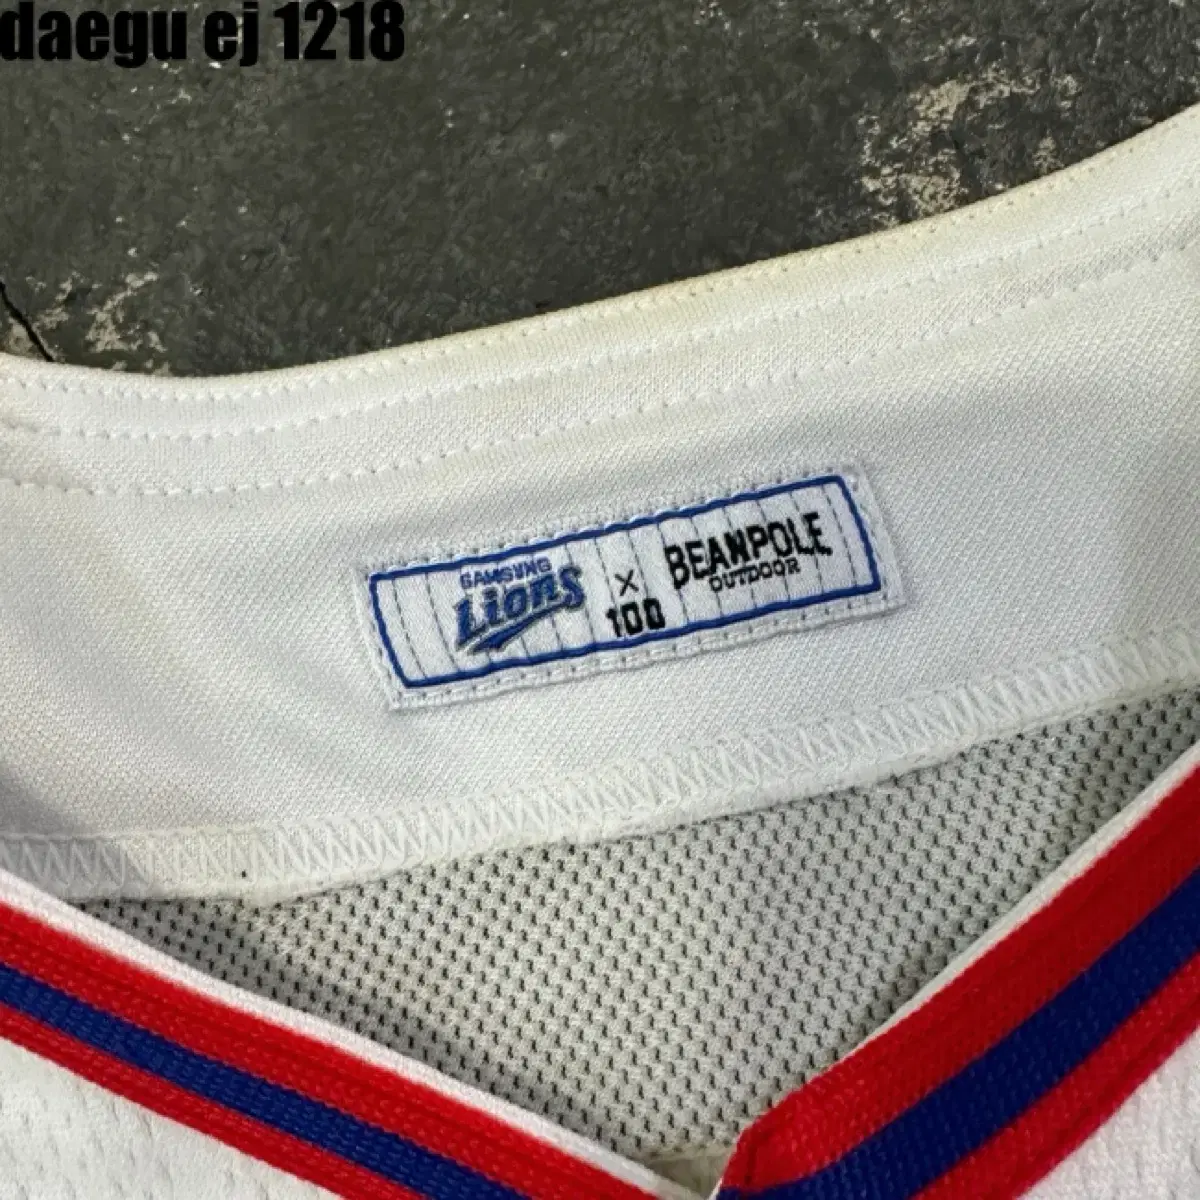 daegu ej 1218
SAMSUNG
Lions
×
100
BEANPOLE
OUTDOOR